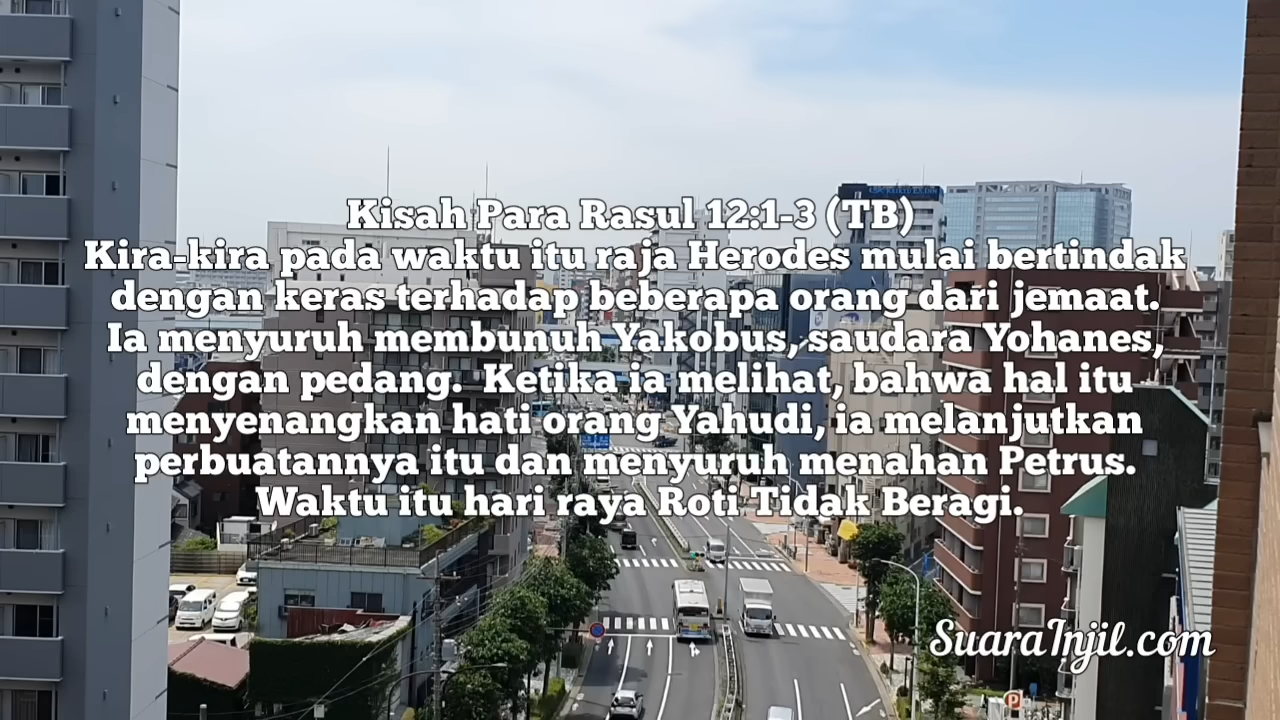 Kisah Para Rasul 12:1-3 (TB)
Kira-kira pada waktu itu raja Herodes mulai bertindak
dengan keras terhadap beberapa orang dari jemaat.
Ia menyuruh membunuh Yakobus, saudara Yohanes,
dengan pedang.  Ketika ia melihat, bahwa hal itu
menyenangkan hati orang Yahudi, ia melanjutkan
perbuatannya itu dan menyuruh menahan Petrus.
Waktu itu hari raya Roti Tidak Beragi.
SuaraInjil.com
P